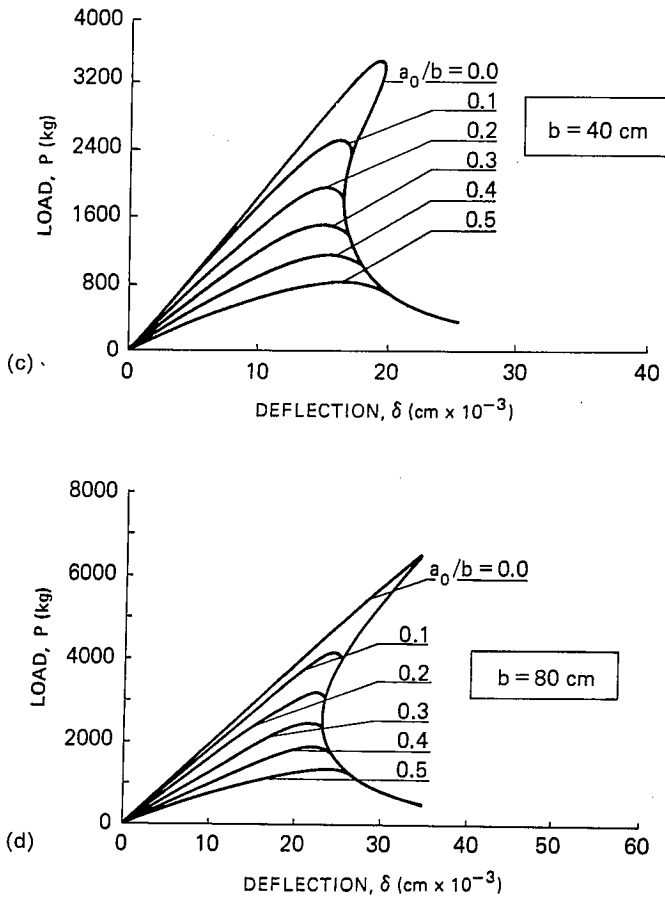 4000
3200
2400
1600
800
0
LOAD, P (kg)
a₀/b = 0.0
0.1
0.2
0.3
0.4
0.5
b = 40 cm
(c)
0 10 20 30 40
DEFLECTION, δ (cm x 10⁻³)
8000
6000
4000
2000
0
LOAD, P (kg)
a₀/b = 0.0
0.1
0.2
0.3
0.4
0.5
b = 80 cm
(d)
0 10 20 30 40 50 60
DEFLECTION, δ (cm x 10⁻³)